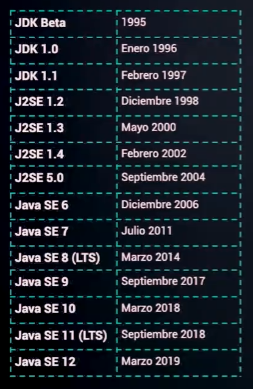 JDK Beta 1995
JDK 1.0 Enero 1996
JDK 1.1 Febrero 1997
J2SE 1.2 Diciembre 1998
J2SE 1.3 Mayo 2000
J2SE 1.4 Febrero 2002
J2SE 5.0 Septiembre 2004
Java SE 6 Diciembre 2006
Java SE 7 Julio 2011
Java SE 8 (LTS) Marzo 2014
Java SE 9 Septiembre 2017
Java SE 10 Marzo 2018
Java SE 11 (LTS) Septiembre 2018
Java SE 12 Marzo 2019